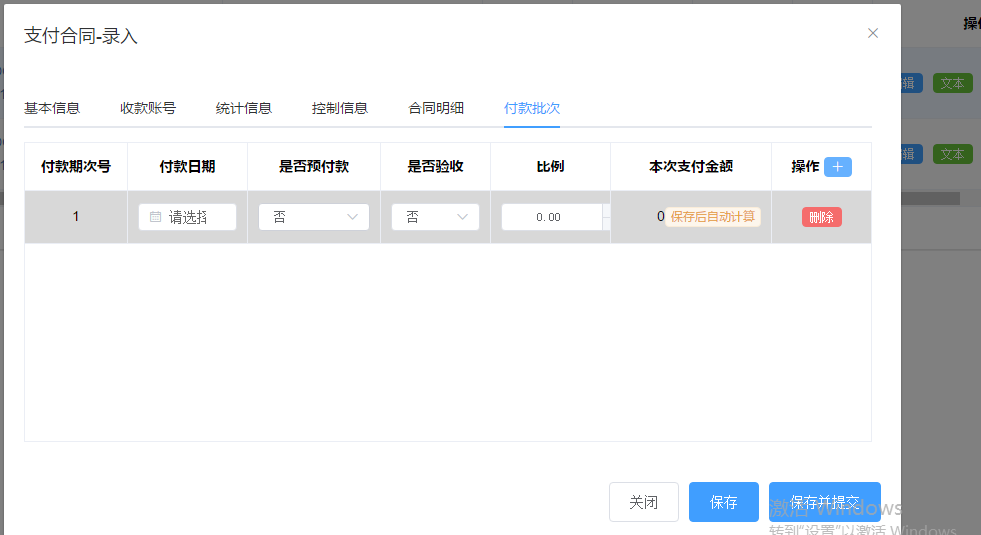 支付合同-录入
操作
基本信息 收款账号 统计信息 控制信息 合同明细 付款批次
辑 文本
付款期次号 付款日期 是否预付款 是否验收 比例 本次支付金额 操作 +
辑 文本
1 请选择 否 否 0.00 0 保存后自动计算 删除
关闭 保存 保存并提交
激活 Windows
转到"设置"以激活 Windows